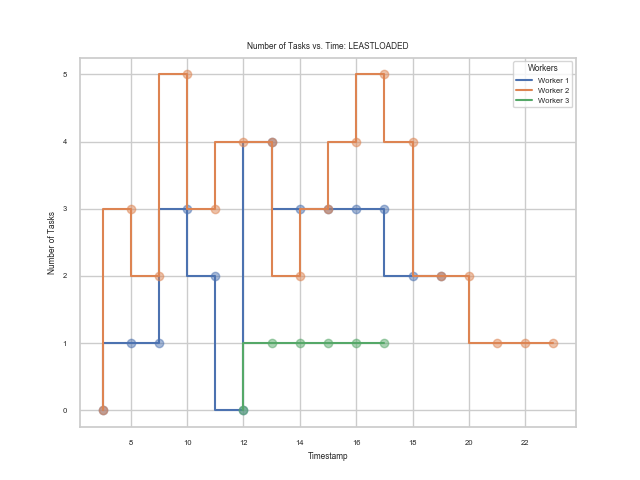 Number of Tasks vs. Time: LEASTLOADED
Workers
Worker 1
Worker 2
Worker 3
Number of Tasks
5
4
3
2
1
0
8
10
12
14
16
18
20
22
Timestamp